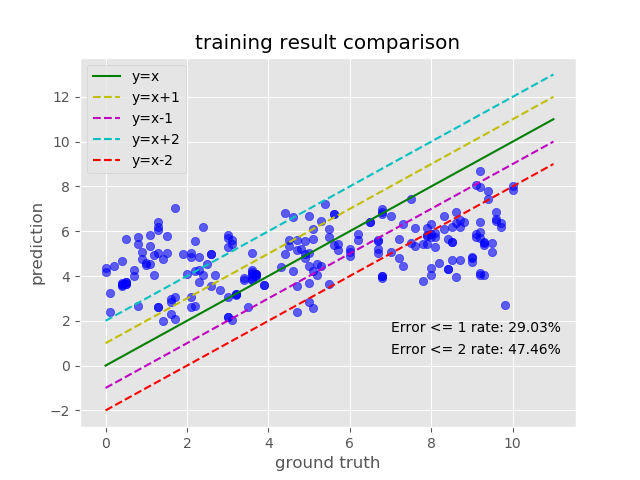 training result comparison
y=x
y=x+1
y=x-1
y=x+2
y=x-2
12
10
8
6
4
2
0
−2
prediction
Error <= 1 rate: 29.03%
Error <= 2 rate: 47.46%
0 2 4 6 8 10
ground truth